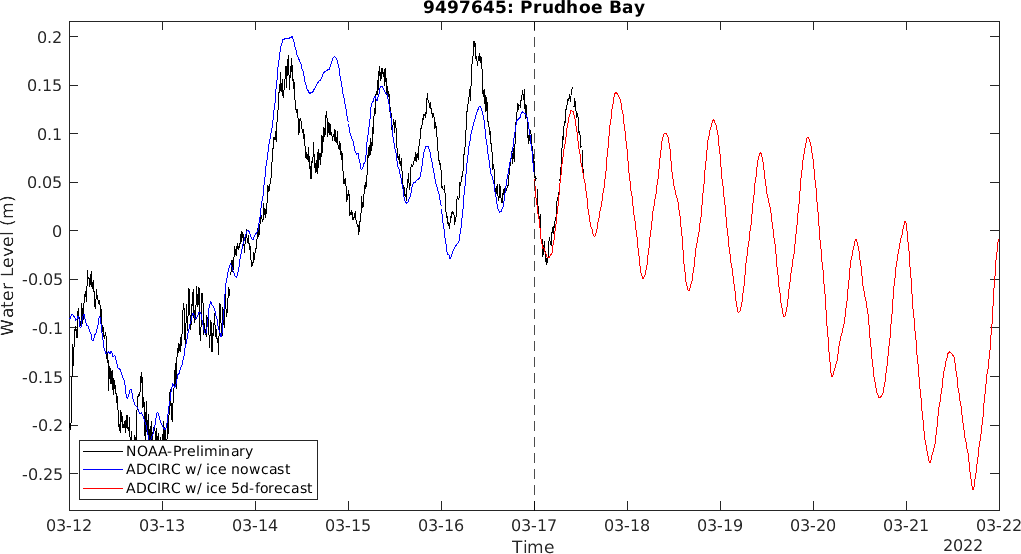 9497645: Prudhoe Bay
Water Level (m)
0.2
0.15
0.1
0.05
0
-0.05
-0.1
-0.15
-0.2
-0.25
NOAA-Preliminary
ADCIRC w/ ice nowcast
ADCIRC w/ ice 5d-forecast
03-12 03-13 03-14 03-15 03-16 03-17 03-18 03-19 03-20 03-21 03-22
Time
2022